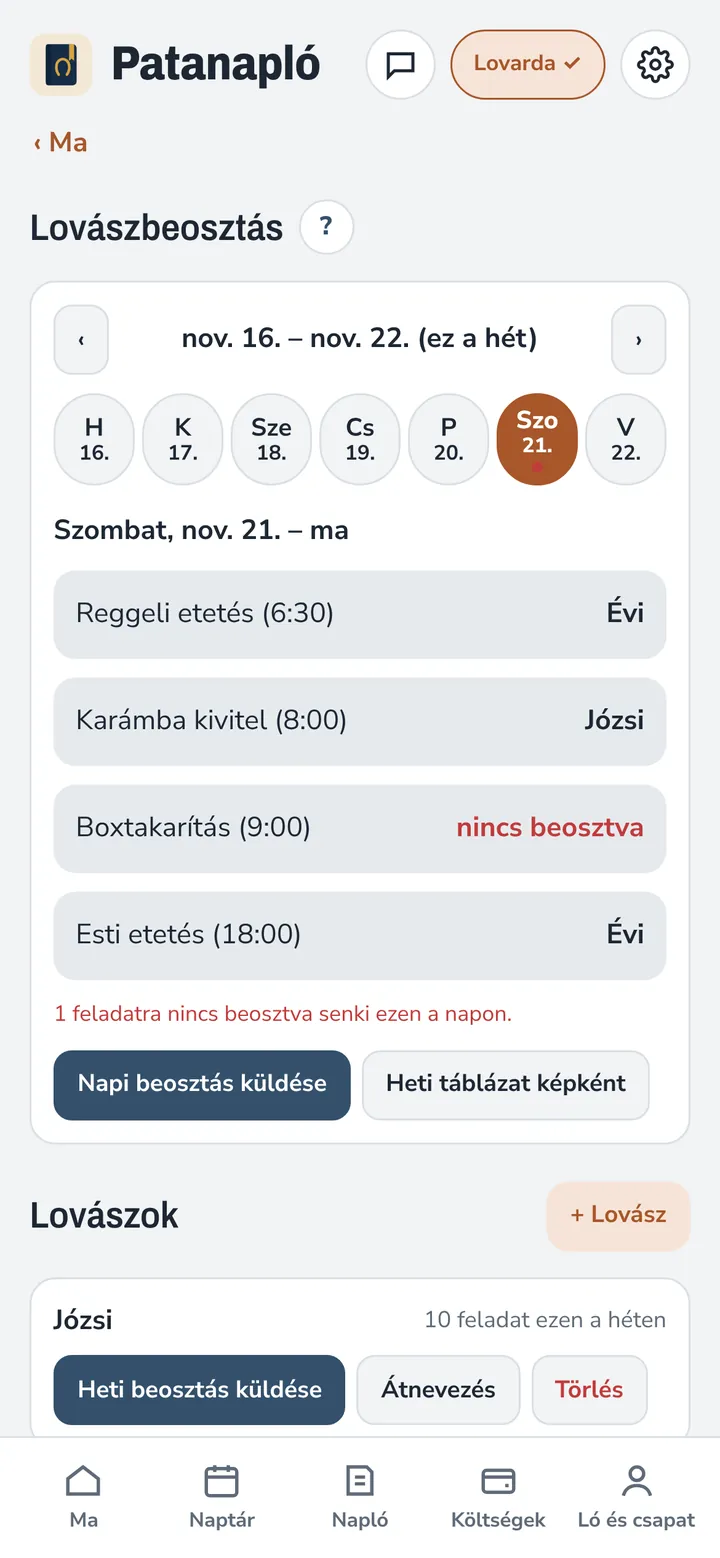 Patanapló
Lovarda ✓
‹ Ma
Lovászbeosztás ?
‹ nov. 16. – nov. 22. (ez a hét) ›
H K Sze Cs P Szo V
16. 17. 18. 19. 20. 21. 22.
Szombat, nov. 21. – ma
Reggeli etetés (6:30) Évi
Karámba kivitel (8:00) Józsi
Boxtakarítás (9:00) nincs beosztva
Esti etetés (18:00) Évi
1 feladatra nincs beosztva senki ezen a napon.
Napi beosztás küldése Heti táblázat képként
Lovászok + Lovász
Józsi 10 feladat ezen a héten
Heti beosztás küldése Átnevezés Törlés
Ma Naptár Napló Költségek Ló és csapat